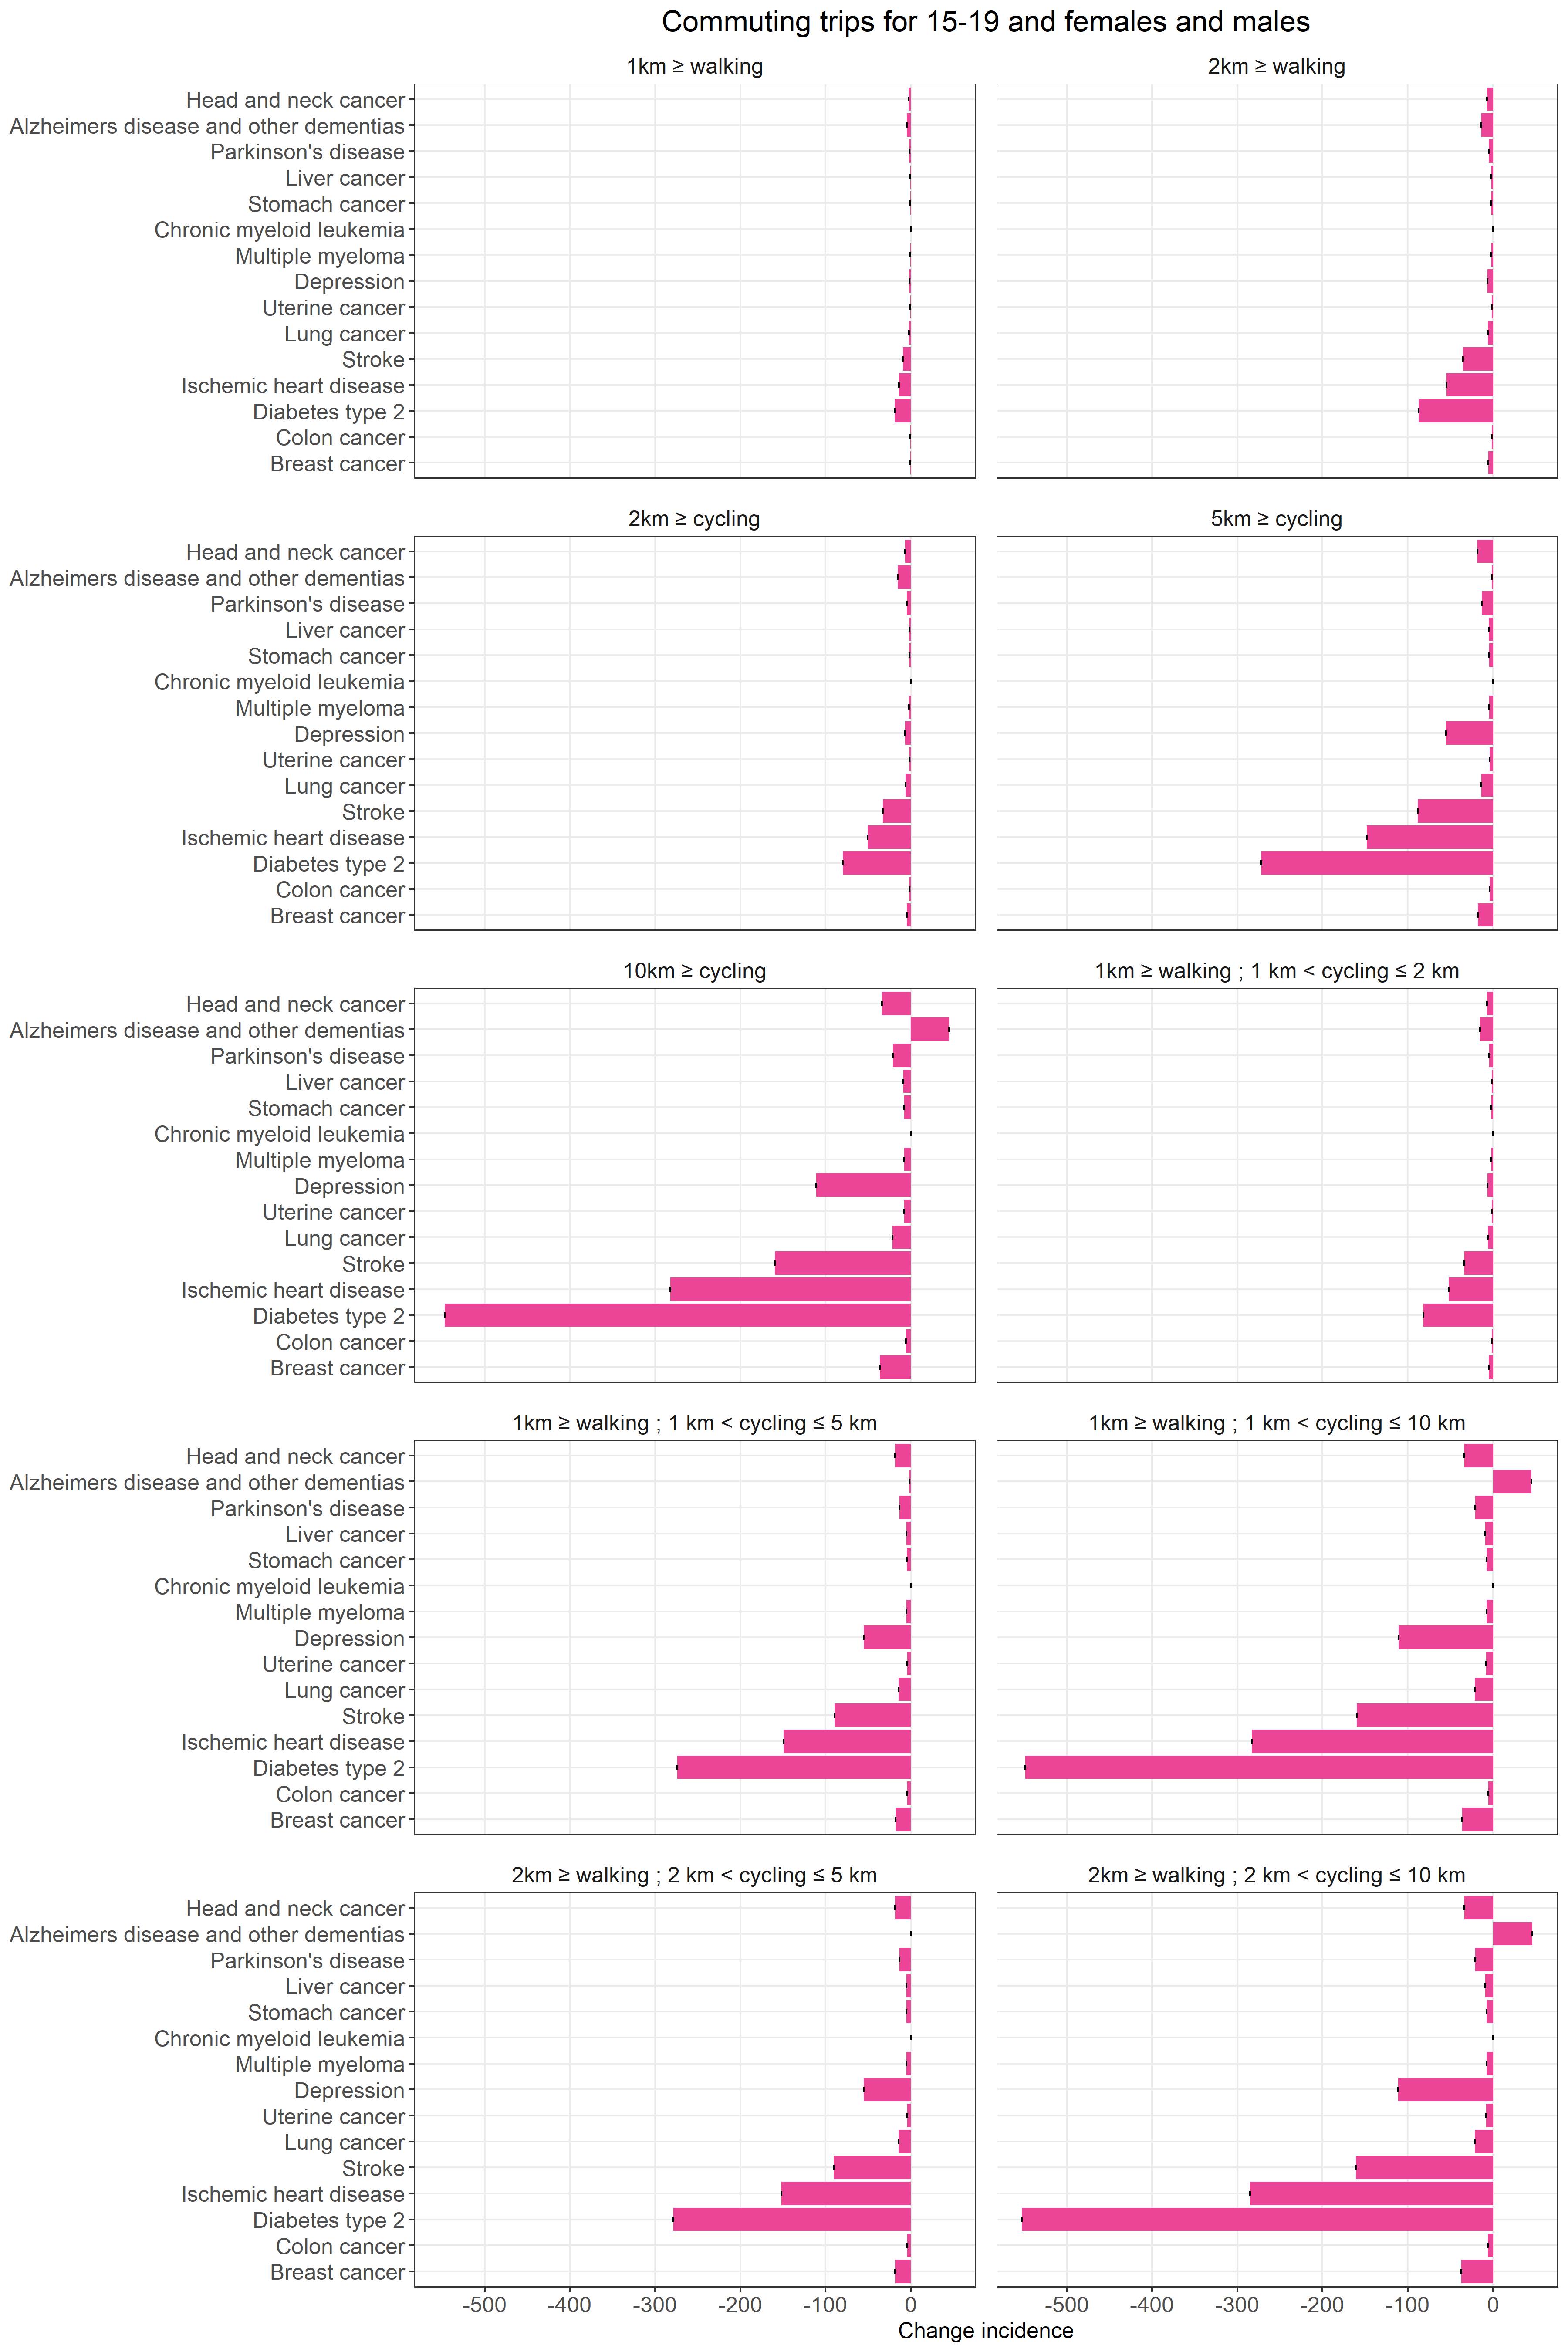 Commuting trips for 15-19 and females and males
1km ≥ walking
2km ≥ walking
Head and neck cancer
Alzheimers disease and other dementias
Parkinson's disease
Liver cancer
Stomach cancer
Chronic myeloid leukemia
Multiple myeloma
Depression
Uterine cancer
Lung cancer
Stroke
Ischemic heart disease
Diabetes type 2
Colon cancer
Breast cancer
2km ≥ cycling
5km ≥ cycling
Head and neck cancer
Alzheimers disease and other dementias
Parkinson's disease
Liver cancer
Stomach cancer
Chronic myeloid leukemia
Multiple myeloma
Depression
Uterine cancer
Lung cancer
Stroke
Ischemic heart disease
Diabetes type 2
Colon cancer
Breast cancer
10km ≥ cycling
1km ≥ walking ; 1 km < cycling ≤ 2 km
Head and neck cancer
Alzheimers disease and other dementias
Parkinson's disease
Liver cancer
Stomach cancer
Chronic myeloid leukemia
Multiple myeloma
Depression
Uterine cancer
Lung cancer
Stroke
Ischemic heart disease
Diabetes type 2
Colon cancer
Breast cancer
1km ≥ walking ; 1 km < cycling ≤ 5 km
1km ≥ walking ; 1 km < cycling ≤ 10 km
Head and neck cancer
Alzheimers disease and other dementias
Parkinson's disease
Liver cancer
Stomach cancer
Chronic myeloid leukemia
Multiple myeloma
Depression
Uterine cancer
Lung cancer
Stroke
Ischemic heart disease
Diabetes type 2
Colon cancer
Breast cancer
2km ≥ walking ; 2 km < cycling ≤ 5 km
2km ≥ walking ; 2 km < cycling ≤ 10 km
Head and neck cancer
Alzheimers disease and other dementias
Parkinson's disease
Liver cancer
Stomach cancer
Chronic myeloid leukemia
Multiple myeloma
Depression
Uterine cancer
Lung cancer
Stroke
Ischemic heart disease
Diabetes type 2
Colon cancer
Breast cancer
-500 -400 -300 -200 -100 0
-500 -400 -300 -200 -100 0
Change incidence